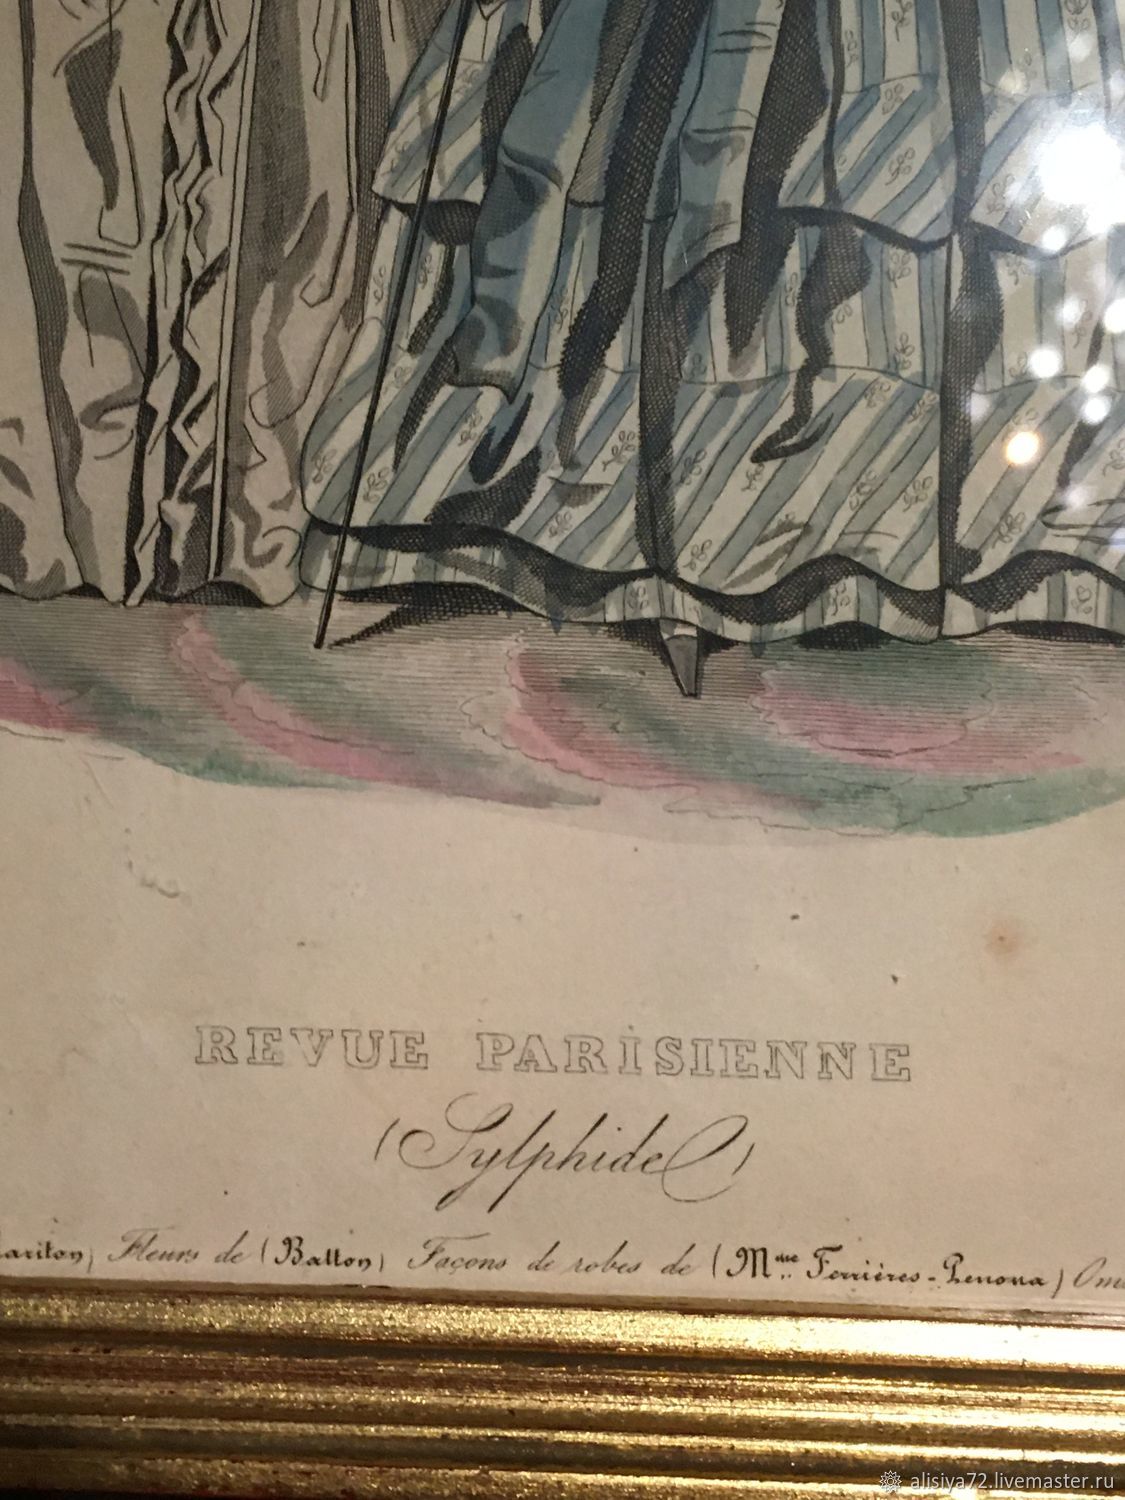 REVUE PARISIENNE
(Sylphide)
Fleurs de (Batton) Façons de robes de (Mme Ferrières-Penona)
alisiya72.livemaster.ru